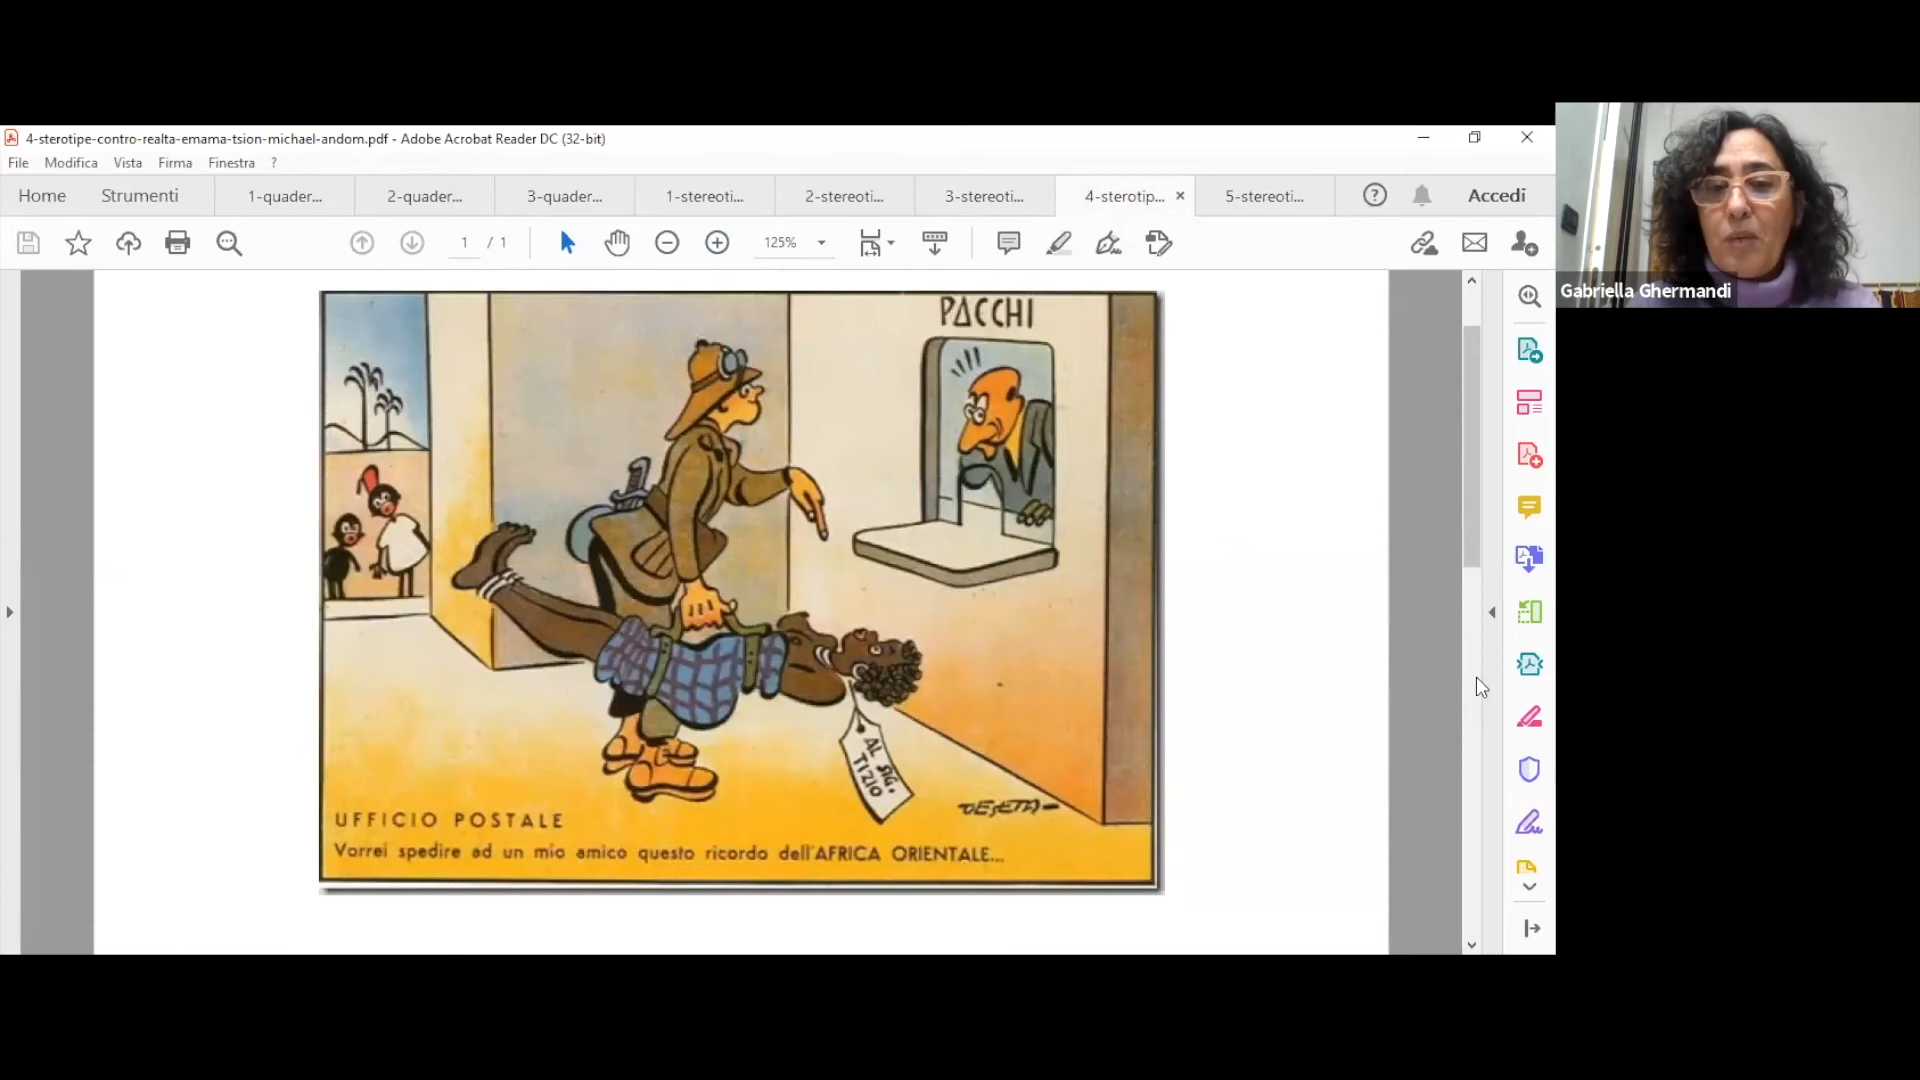 4-sterotipe-contro-realta-emama-tsion-michael-andom.pdf - Adobe Acrobat Reader DC (32-bit)
File Modifica Vista Firma Finestra ?
Home Strumenti 1-quader... 2-quader... 3-quader... 1-stereoti... 2-stereoti... 3-stereoti... 4-sterotip... × 5-stereoti... Accedi
1 / 1 125%
Gabriella Ghermandi
PACCHI
AL SIG.
TIZIO
DESETA
UFFICIO POSTALE
Vorrei spedire ad un mio amico questo ricordo dell'AFRICA ORIENTALE...